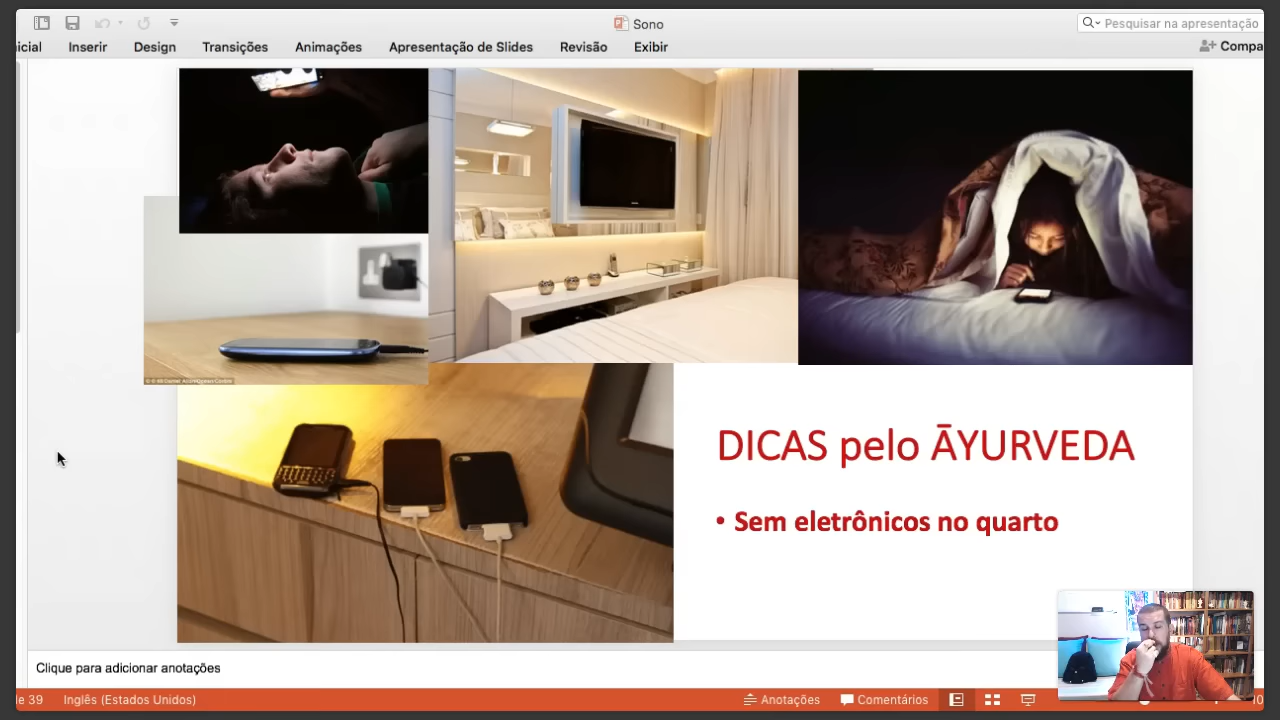 Sono
Pesquisar na apresentação
icial Inserir Design Transições Animações Apresentação de Slides Revisão Exibir Compa
DICAS pelo ĀYURVEDA
• Sem eletrônicos no quarto
Clique para adicionar anotações
le 39 Inglês (Estados Unidos) Anotações Comentários